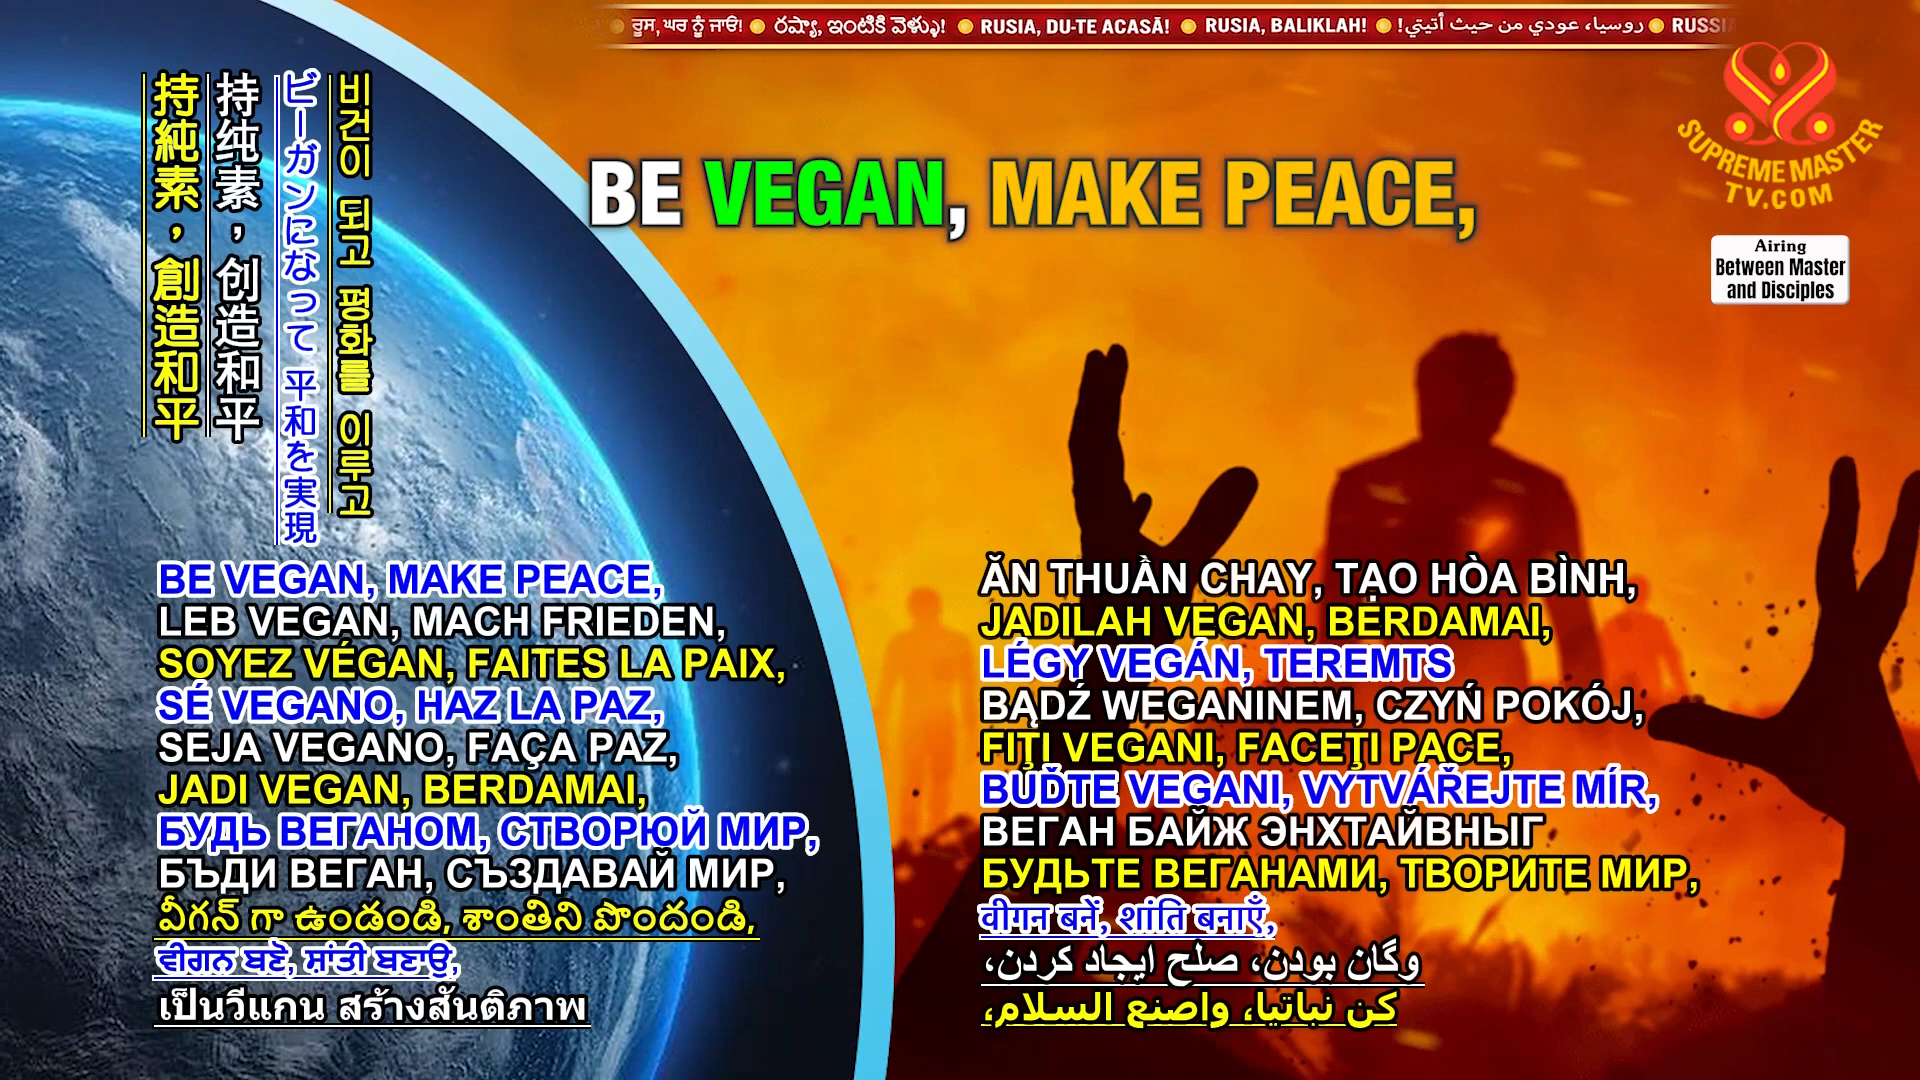 ਰੂਸ, ਘਰ ਨੂੰ ਜਾਓ! రష్యా, ఇంటికి వెళ్ళు! RUSIA, DU-TE ACASĂ! RUSIA, BALIKLAH! روسيا، عودي من حيث أتيتي!
SUPREME MASTER
TV.COM
Airing
Between Master
and Disciples
BE VEGAN, MAKE PEACE,
持純素，創造和平
持纯素，创造和平
ビーガンになって 平和を実現
비건이 되고 평화를 이루고
BE VEGAN, MAKE PEACE,
LEB VEGAN, MACH FRIEDEN,
SOYEZ VÉGAN, FAITES LA PAIX,
SÉ VEGANO, HAZ LA PAZ,
SEJA VEGANO, FAÇA PAZ,
JADI VEGAN, BERDAMAI,
БУДЬ ВЕГАНОМ, СТВОРЮЙ МИР,
БЪДИ ВЕГАН, СЪЗДАВАЙ МИР,
వీగన్ గా ఉండండి, శాంతిని పొందండి,
ਵੀਗਨ ਬਣੋ, ਸ਼ਾਂਤੀ ਬਣਾਉ,
เป็นวีแกน สร้างสันติภาพ
ĂN THUẦN CHAY, TẠO HÒA BÌNH,
JADILAH VEGAN, BERDAMAI,
LÉGY VEGÁN, TEREMTS
BĄDŹ WEGANINEM, CZYŃ POKÓJ,
FIȚI VEGANI, FACEȚI PACE,
BUĎTE VEGANI, VYTVÁŘEJTE MÍR,
ВЕГАН БАЙЖ ЭНХТАЙВНЫГ
БУДЬТЕ ВЕГАНАМИ, ТВОРИТЕ МИР,
वीगन बनें, शांति बनाएँ,
وگان بودن، صلح ایجاد کردن،
كن نباتيا، واصنع السلام،